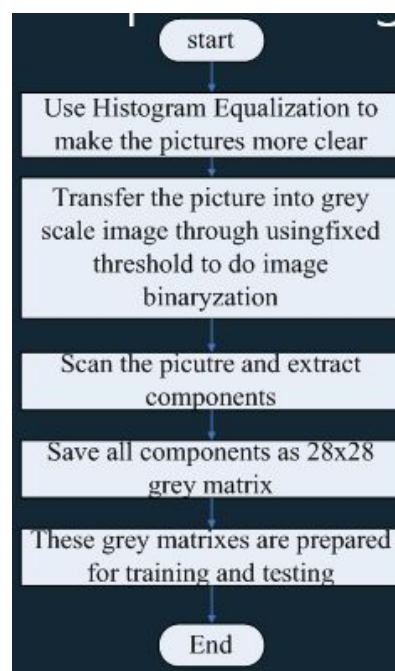 start
Use Histogram Equalization to
make the pictures more clear
Transfer the picture into grey
scale image through usingfixed
threshold to do image
binaryzation
Scan the picutre and extract
components
Save all components as 28x28
grey matrix
These grey matrixes are prepared
for training and testing
End